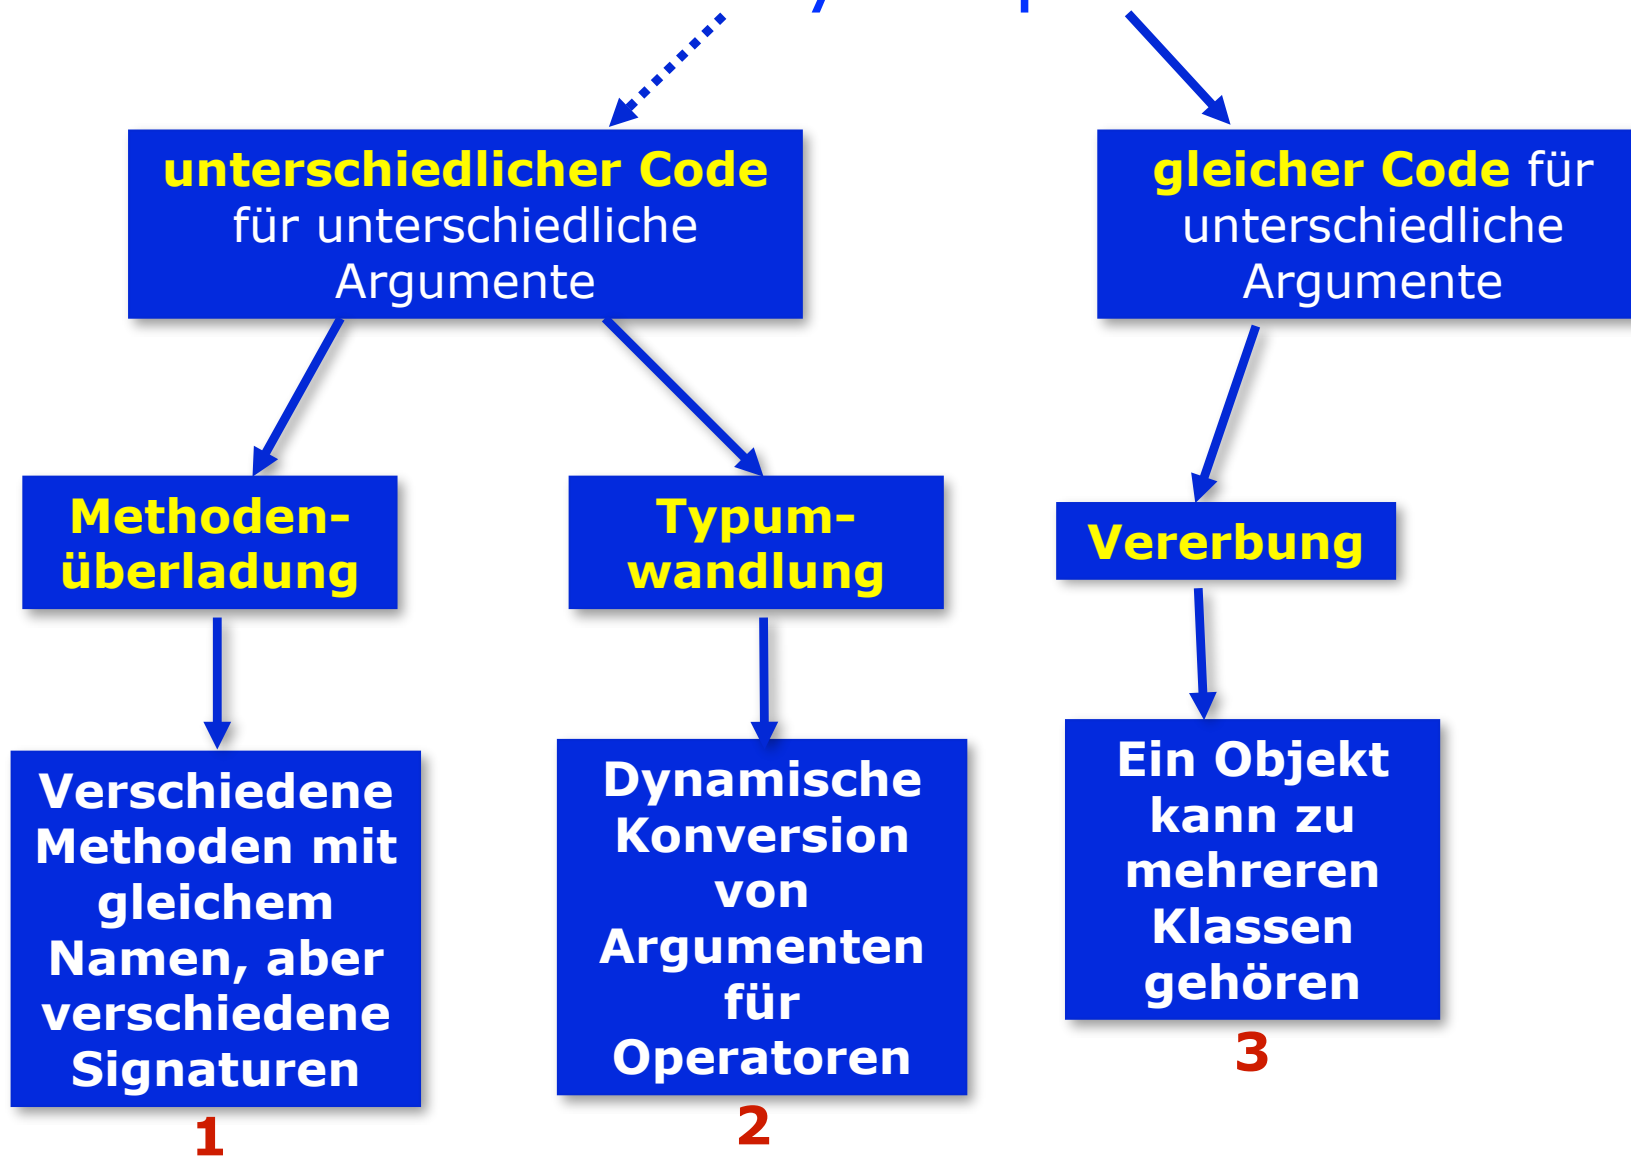 unterschiedlicher Code
für unterschiedliche
Argumente
gleicher Code für
unterschiedliche
Argumente
Methoden-
überladung
Typum-
wandlung
Vererbung
Verschiedene
Methoden mit
gleichem
Namen, aber
verschiedene
Signaturen
1
Dynamische
Konversion
von
Argumenten
für
Operatoren
2
Ein Objekt
kann zu
mehreren
Klassen
gehören
3